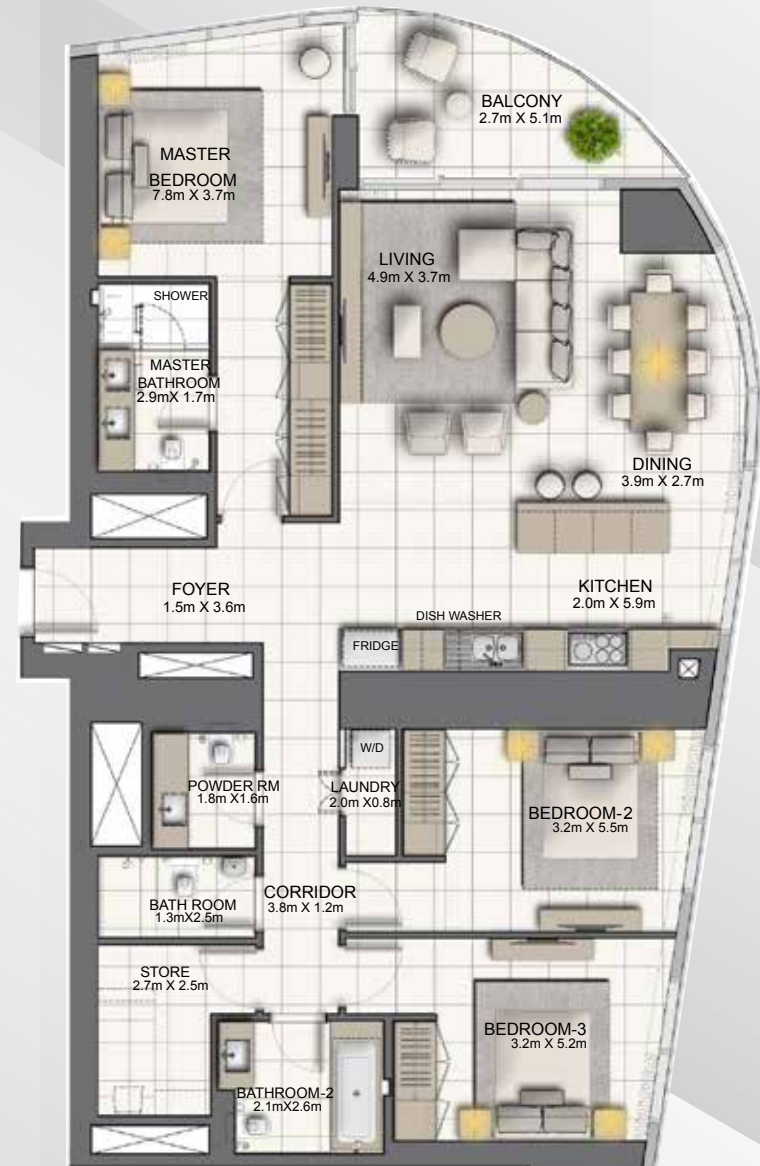 BALCONY
2.7m X 5.1m
MASTER
BEDROOM
7.8m X 3.7m
LIVING
4.9m X 3.7m
SHOWER
MASTER
BATHROOM
2.9mX 1.7m
DINING
3.9m X 2.7m
FOYER
1.5m X 3.6m
KITCHEN
2.0m X 5.9m
DISH WASHER
FRIDGE
W/D
POWDER RM
1.8m X1.6m
LAUNDRY
2.0m X0.8m
BEDROOM-2
3.2m X 5.5m
CORRIDOR
3.8m X 1.2m
BATH ROOM
1.3mX2.5m
STORE
2.7m X 2.5m
BEDROOM-3
3.2m X 5.2m
BATHROOM-2
2.1mX2.6m